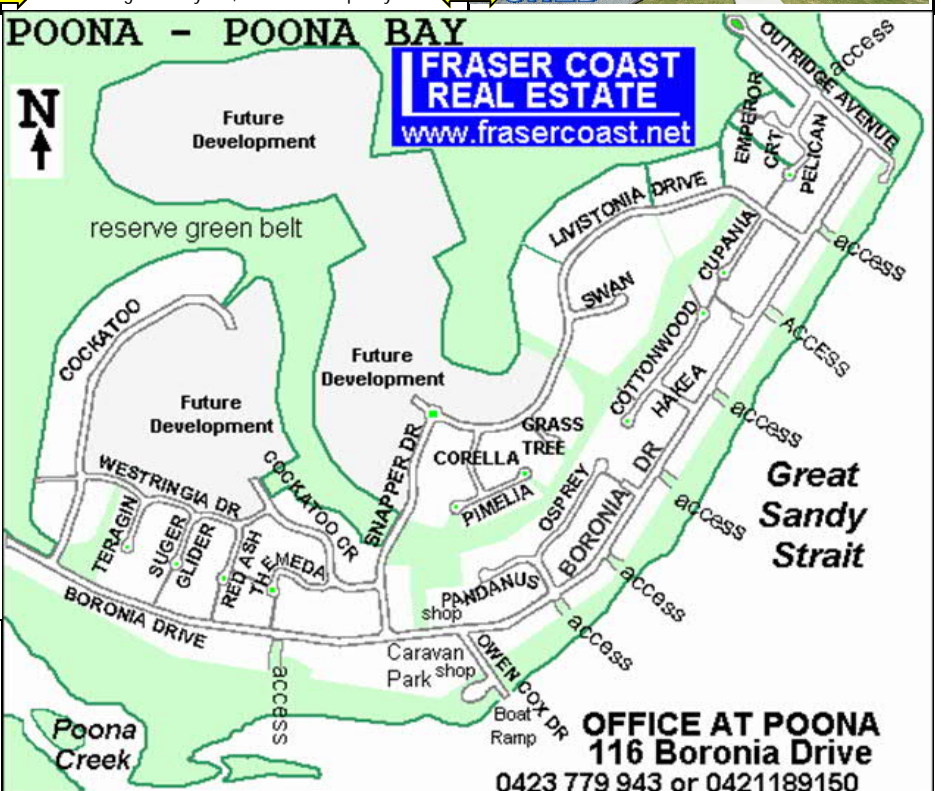 POONA - POONA BAY
FRASER COAST
REAL ESTATE
www.frasercoast.net
N
Future
Development
reserve green belt
OUTRIDGE AVENUE
access
EMPEROR
CRT
PELICAN
LIVISTONIA DRIVE
access
CUPANIA
SWAN
ACCESS
COCKATOO
COTTONWOOD
HAKEA
access
Future
Development
Future
Development
GRASS
TREE
CORELLA
PIMELIA
SNAPPER DR
OSPREY
BORONIA DR
access
Great
Sandy
Strait
WESTRINGIA DR
COCKATOO CR
TERAGIN
SUGER
GLIDER
RED ASH
THE
MEDA
PANDANUS
access
access
BORONIA DRIVE
shop
Caravan
Park
shop
OWEN COX DR
access
Boat
Ramp
Poona
Creek
OFFICE AT POONA
116 Boronia Drive
0423 779 943 or 0421189150